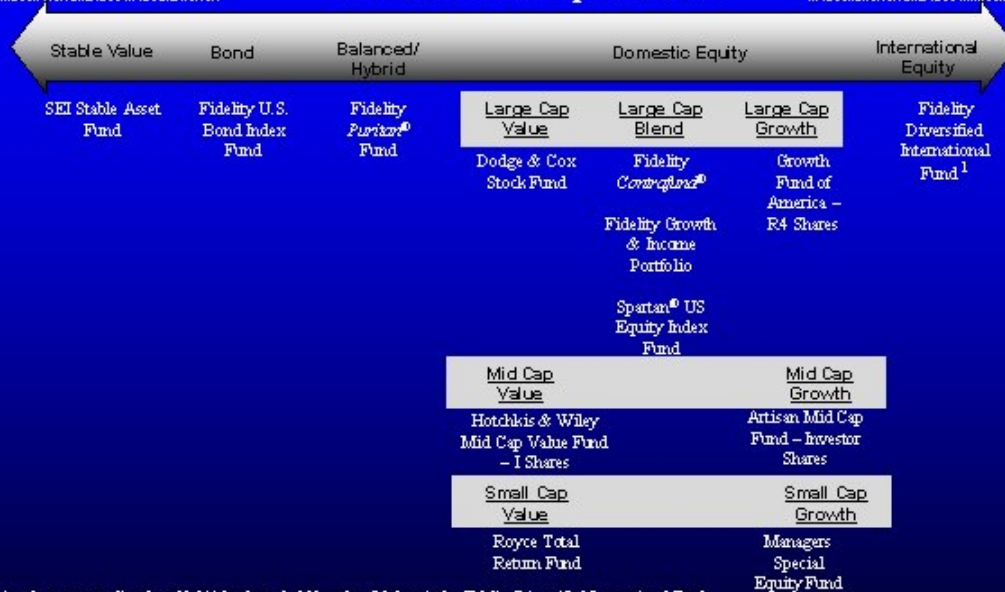 Stable Value
Bond
Balanced/
Hybrid
Domestic Equity
International
Equity
SEI Stable Asset
Fund
Fidelity U.S.
Bond Index
Fund
Fidelity
Puritan®
Fund
Large Cap
Value
Dodge & Cox
Stock Fund
Large Cap
Blend
Fidelity
Contrafund®
Fidelity Growth
& Income
Portfolio
Spartan® US
Equity Index
Fund
Large Cap
Growth
Growth
Fund of
America –
R4 Shares
Fidelity
Diversified
International
Fund1
Mid Cap
Value
Hotchkis & Wiley
Mid Cap Value Fund
– I Shares
Mid Cap
Growth
Artisan Mid Cap
Fund – Investor
Shares
Small Cap
Value
Royce Total
Return Fund
Small Cap
Growth
Managers
Special
Equity Fund